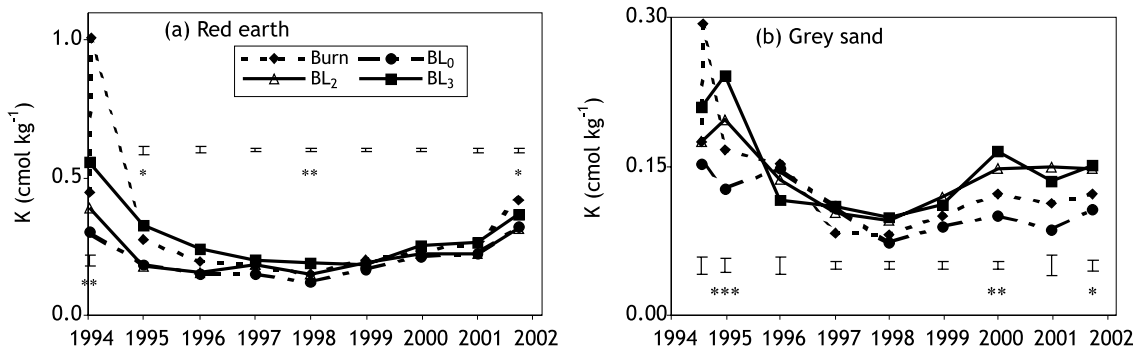 (a) Red earth
Burn BL₀
BL₂ BL₃
K (cmol kg⁻¹)
1.0
0.5
0.0
* ** *
**
1994 1995 1996 1997 1998 1999 2000 2001 2002
(b) Grey sand
K (cmol kg⁻¹)
0.30
0.15
0.00
*** ** *
1994 1995 1996 1997 1998 1999 2000 2001 2002